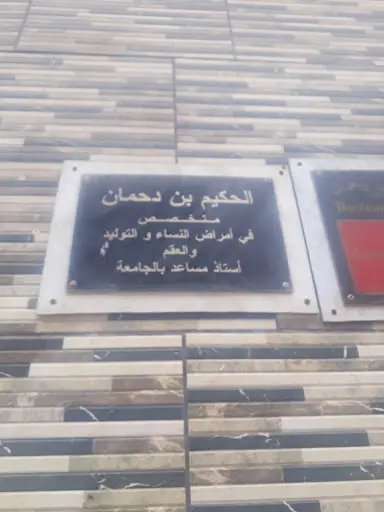 الحكيم بن دحمان
متخصص
في أمراض النساء و التوليد
والعقم
أستاذ مساعد بالجامعة